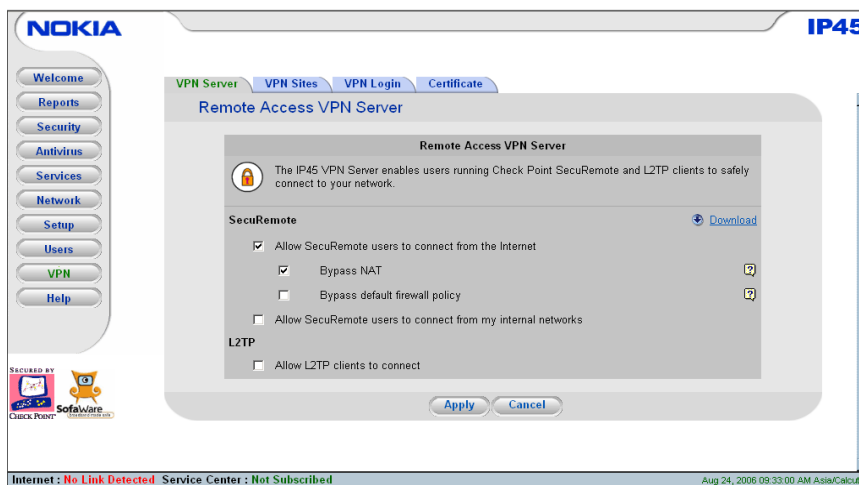 NOKIA
IP45
Welcome
Reports
Security
Antivirus
Services
Network
Setup
Users
VPN
Help
VPN Server
VPN Sites
VPN Login
Certificate
Remote Access VPN Server
Remote Access VPN Server
The IP45 VPN Server enables users running Check Point SecuRemote and L2TP clients to safely
connect to your network.
SecuRemote
Download
Allow SecuRemote users to connect from the Internet
Bypass NAT
Bypass default firewall policy
Allow SecuRemote users to connect from my internal networks
L2TP
Allow L2TP clients to connect
Apply
Cancel
SECURED BY
CHECK POINT
SofaWare
Internet : No Link Detected Service Center : Not Subscribed
Aug 24, 2006 09:33:00 AM Asia/Calcut